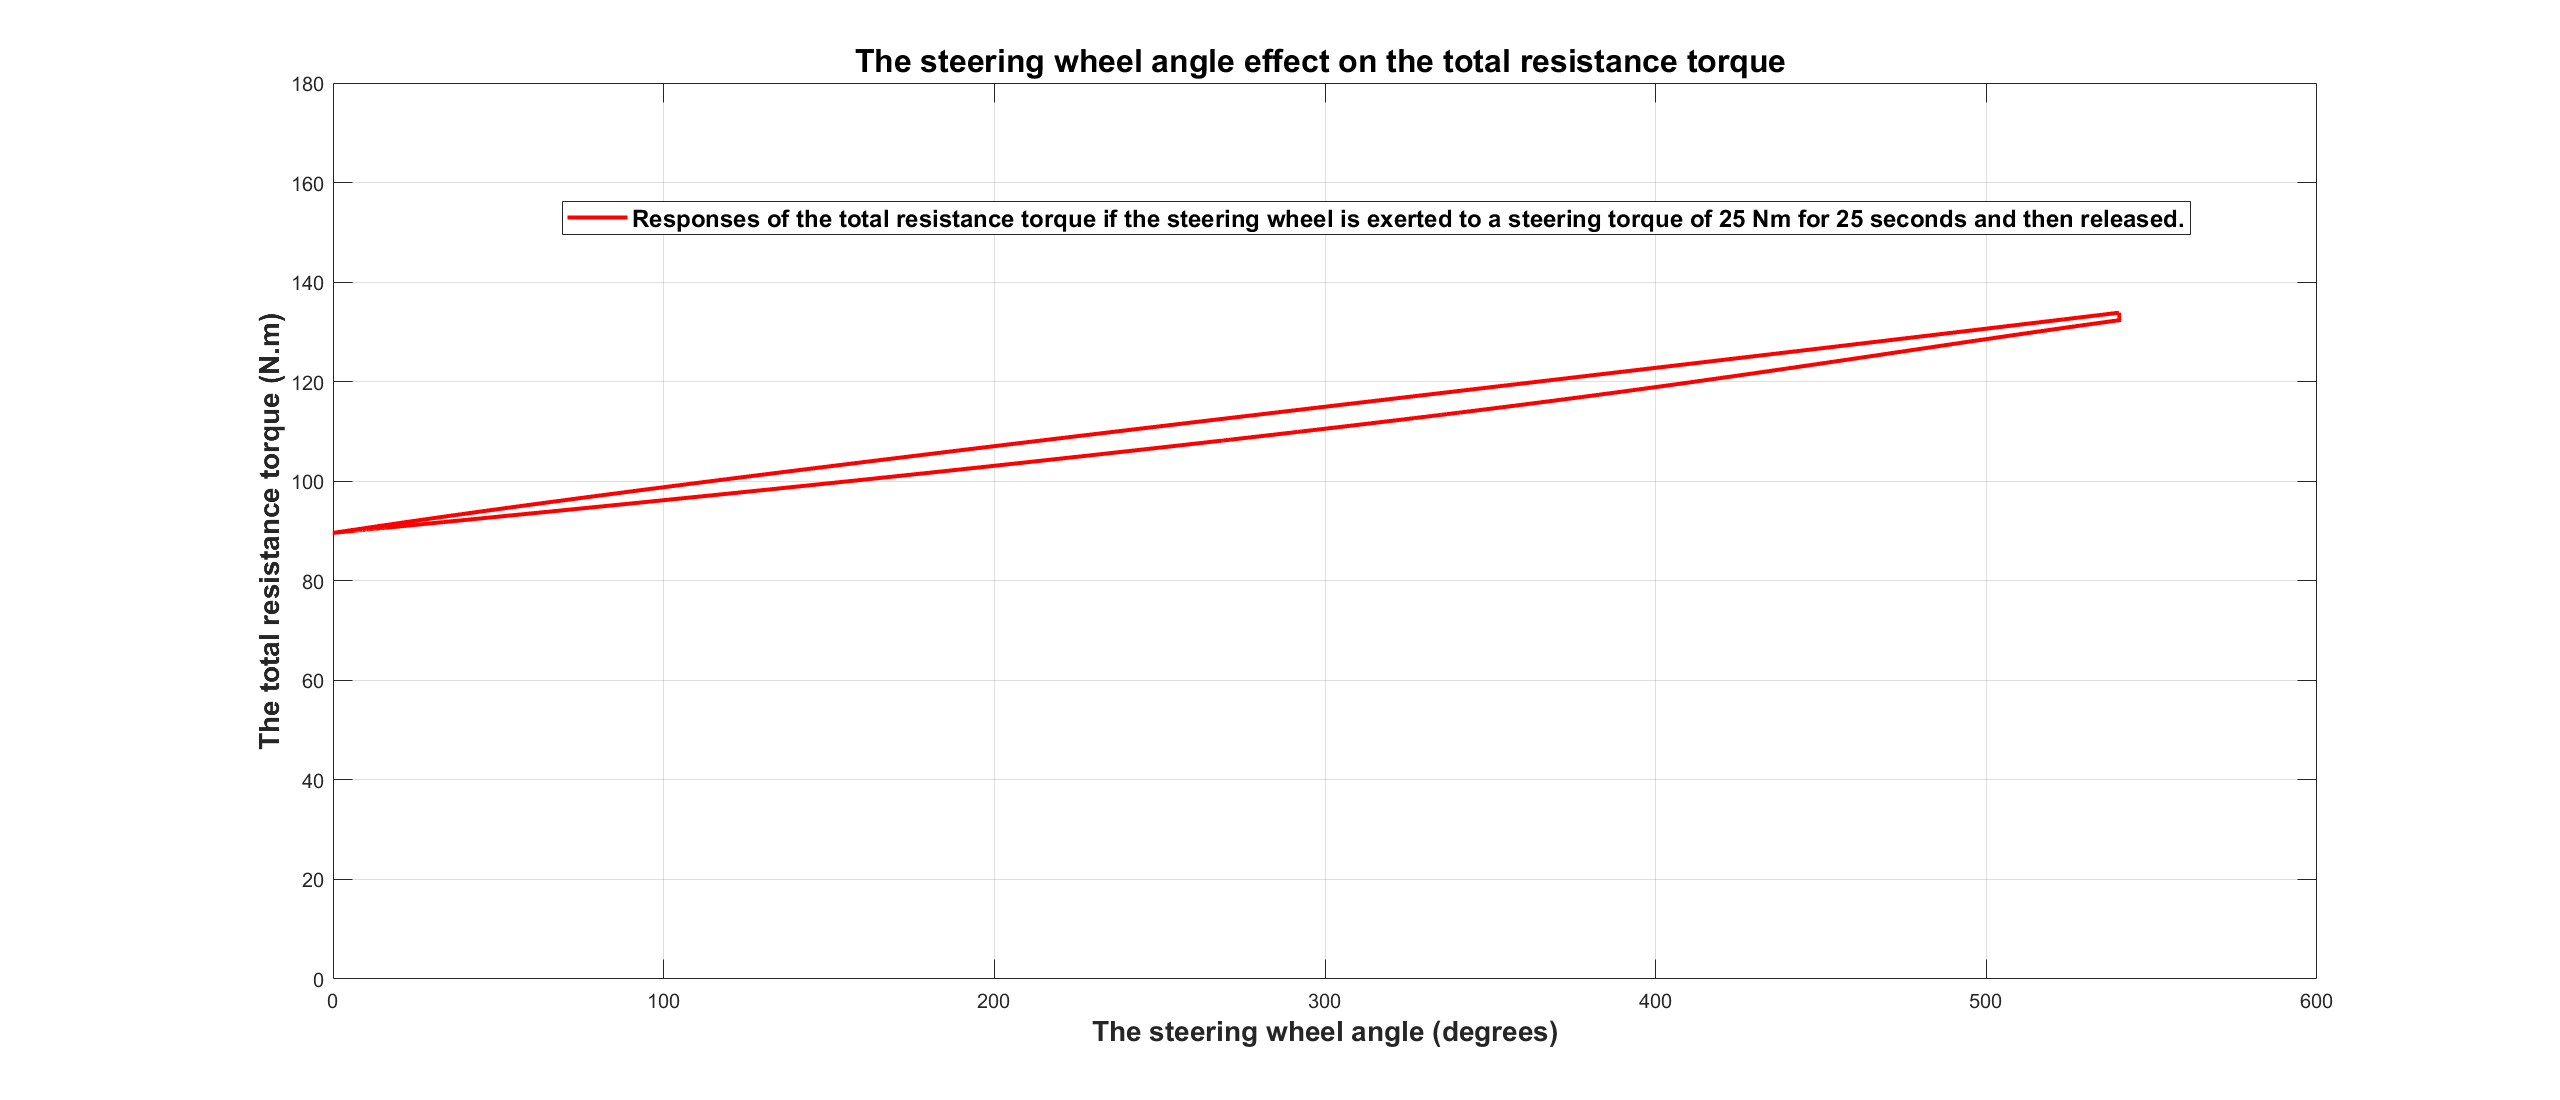 The steering wheel angle effect on the total resistance torque
180
160
Responses of the total resistance torque if the steering wheel is exerted to a steering torque of 25 Nm for 25 seconds and then released.
140
120
100
80
60
40
20
0
The total resistance torque (N.m)
0 100 200 300 400 500 600
The steering wheel angle (degrees)